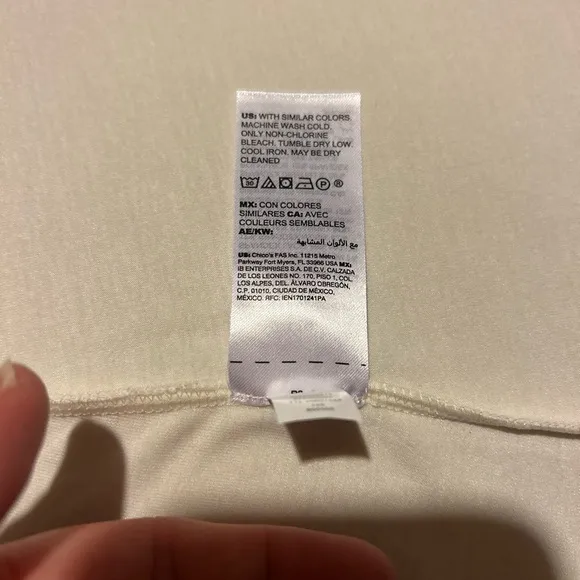 US: WITH SIMILAR COLORS.
MACHINE WASH COLD.
ONLY NON-CHLORINE
BLEACH. TUMBLE DRY LOW.
COOL IRON. MAY BE DRY
CLEANED
30 P ®
MX: CON COLORES
SIMILARES CA: AVEC
COULEURS SEMBLABLES
AE/KW:
مع الألوان المشابهة
US: Chico's FAS Inc. 11215 Metro
Parkway Fort Myers, FL 33966 USA MX:
IB ENTERPRISES S.A. DE C.V, CALZADA
DE LOS LEONES NO. 170, PISO 1, COL.
LOS ALPES, DEL. ÁLVARO OBREGÓN,
C.P. 01010, CIUDAD DE MÉXICO,
MÉXICO. RFC: IEN1701241PA